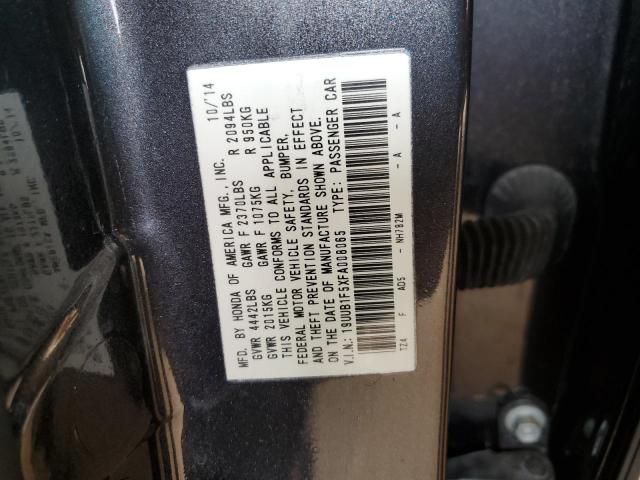 MFD. BY HONDA OF AMERICA MFG., INC. 10/'14
GVWR 4442LBS GAWR F 2370LBS R 2094LBS
GVWR 2015KG GAWR F 1075KG R 950KG
THIS VEHICLE CONFORMS TO ALL APPLICABLE
FEDERAL MOTOR VEHICLE SAFETY, BUMPER,
AND THEFT PREVENTION STANDARDS IN EFFECT
ON THE DATE OF MANUFACTURE SHOWN ABOVE.
V.I.N.: 19UUB1F5XFA008065 TYPE: PASSENGER CAR
TZ4 F AD5 - NH782M - A - A